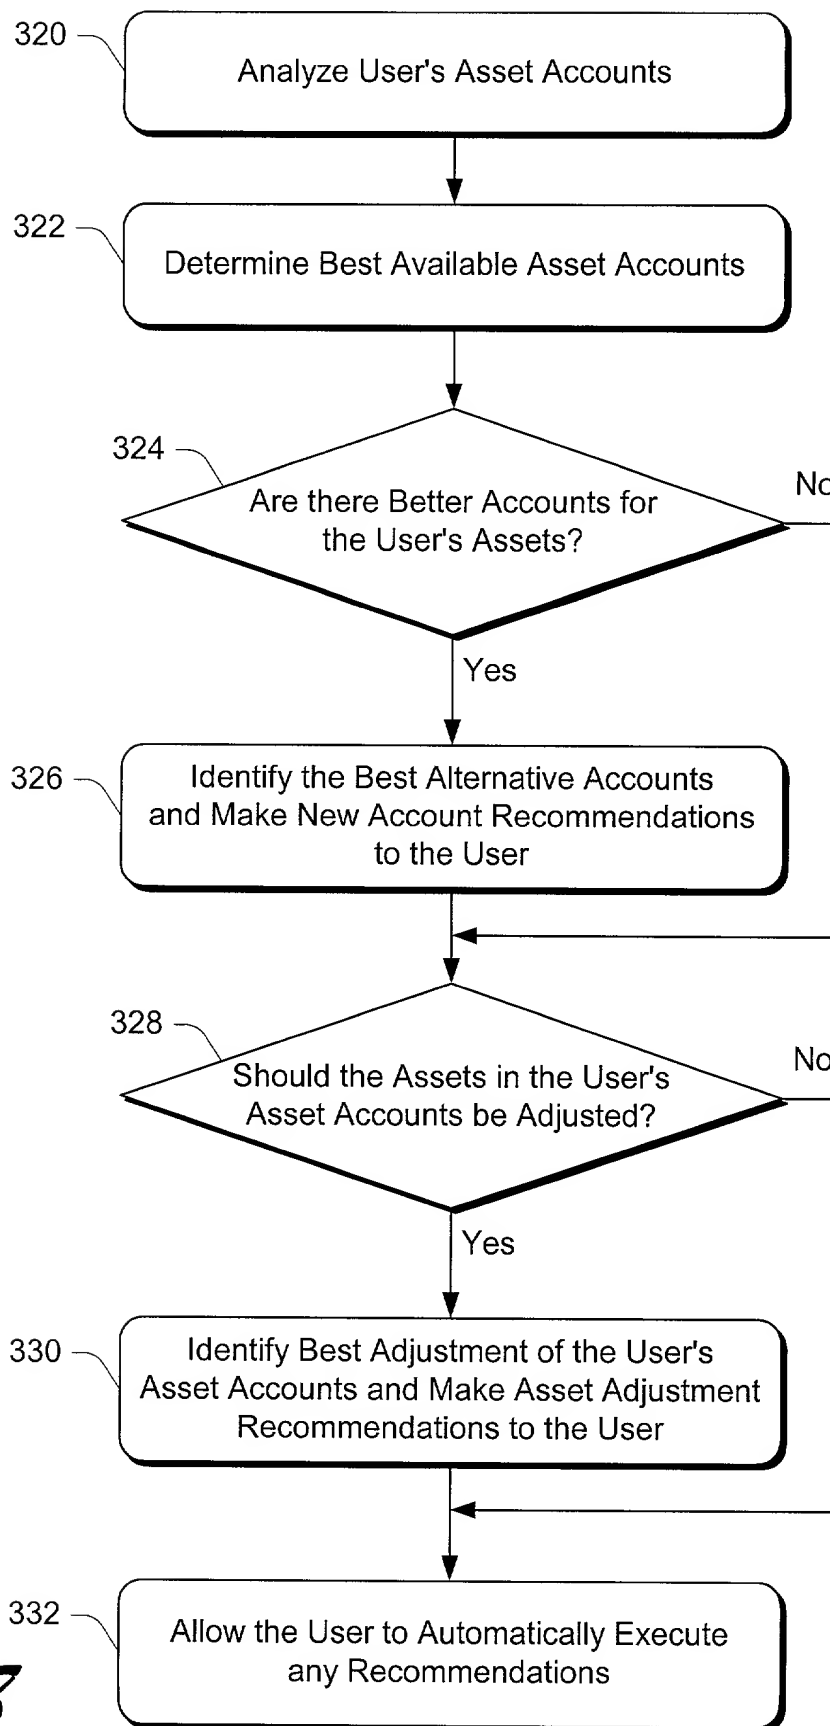 320
Analyze User's Asset Accounts
322
Determine Best Available Asset Accounts
324
Are there Better Accounts for
the User's Assets?
No
Yes
326
Identify the Best Alternative Accounts
and Make New Account Recommendations
to the User
328
Should the Assets in the User's
Asset Accounts be Adjusted?
No
Yes
330
Identify Best Adjustment of the User's
Asset Accounts and Make Asset Adjustment
Recommendations to the User
332
Allow the User to Automatically Execute
any Recommendations